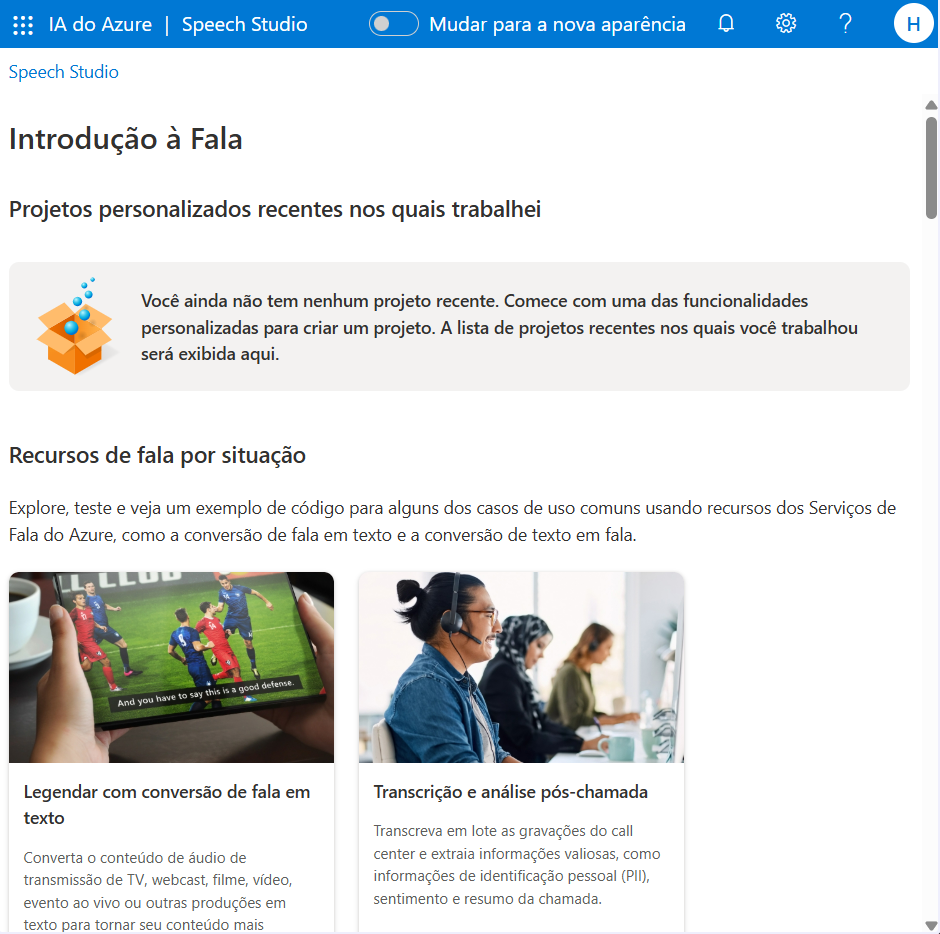 IA do Azure | Speech Studio Mudar para a nova aparência ? H
Speech Studio
Introdução à Fala
Projetos personalizados recentes nos quais trabalhei
Você ainda não tem nenhum projeto recente. Comece com uma das funcionalidades
personalizadas para criar um projeto. A lista de projetos recentes nos quais você trabalhou
será exibida aqui.
Recursos de fala por situação
Explore, teste e veja um exemplo de código para alguns dos casos de uso comuns usando recursos dos Serviços de
Fala do Azure, como a conversão de fala em texto e a conversão de texto em fala.
And you have to say this is a good defense.
Legendar com conversão de fala em
texto
Converta o conteúdo de áudio de
transmissão de TV, webcast, filme, vídeo,
evento ao vivo ou outras produções em
texto para tornar seu conteúdo mais
Transcrição e análise pós-chamada
Transcreva em lote as gravações do call
center e extraia informações valiosas, como
informações de identificação pessoal (PII),
sentimento e resumo da chamada.